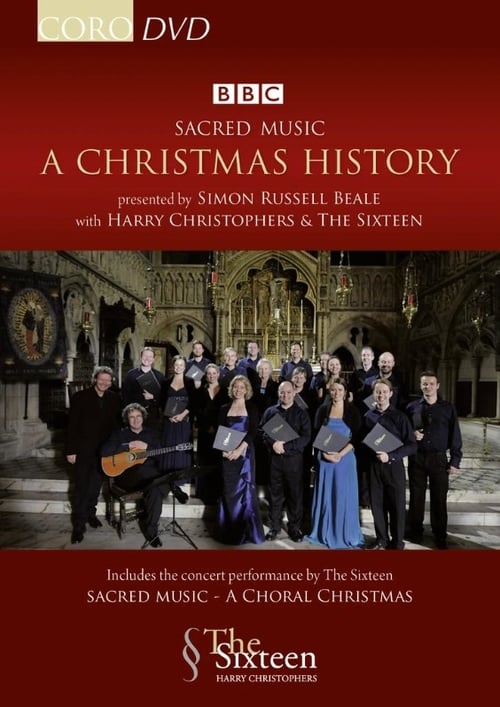 CORO DVD
BBC
SACRED MUSIC
A CHRISTMAS HISTORY
presented by SIMON RUSSELL BEALE
with HARRY CHRISTOPHERS & THE SIXTEEN
Includes the concert performance by The Sixteen
SACRED MUSIC - A CHORAL CHRISTMAS
The
Sixteen
HARRY CHRISTOPHERS